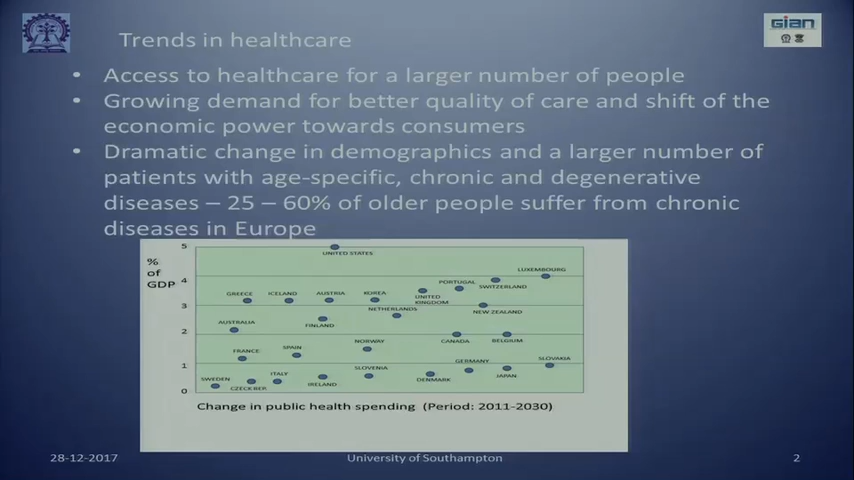 GIAN
Trends in healthcare
• Access to healthcare for a larger number of people
• Growing demand for better quality of care and shift of the
economic power towards consumers
• Dramatic change in demographics and a larger number of
patients with age-specific, chronic and degenerative
diseases – 25 – 60% of older people suffer from chronic
diseases in Europe
%
of
GDP
5
4
3
2
1
0
UNITED STATES
LUXEMBOURG
PORTUGAL
SWITZERLAND
GREECE
ICELAND
AUSTRIA
KOREA
UNITED
KINGDOM
NETHERLANDS
NEW ZEALAND
AUSTRALIA
FINLAND
NORWAY
CANADA
BELGIUM
FRANCE
SPAIN
GERMANY
SLOVAKIA
SWEDEN
CZECK REP.
ITALY
IRELAND
SLOVENIA
DENMARK
JAPAN
Change in public health spending (Period: 2011-2030)
28-12-2017
University of Southampton
2